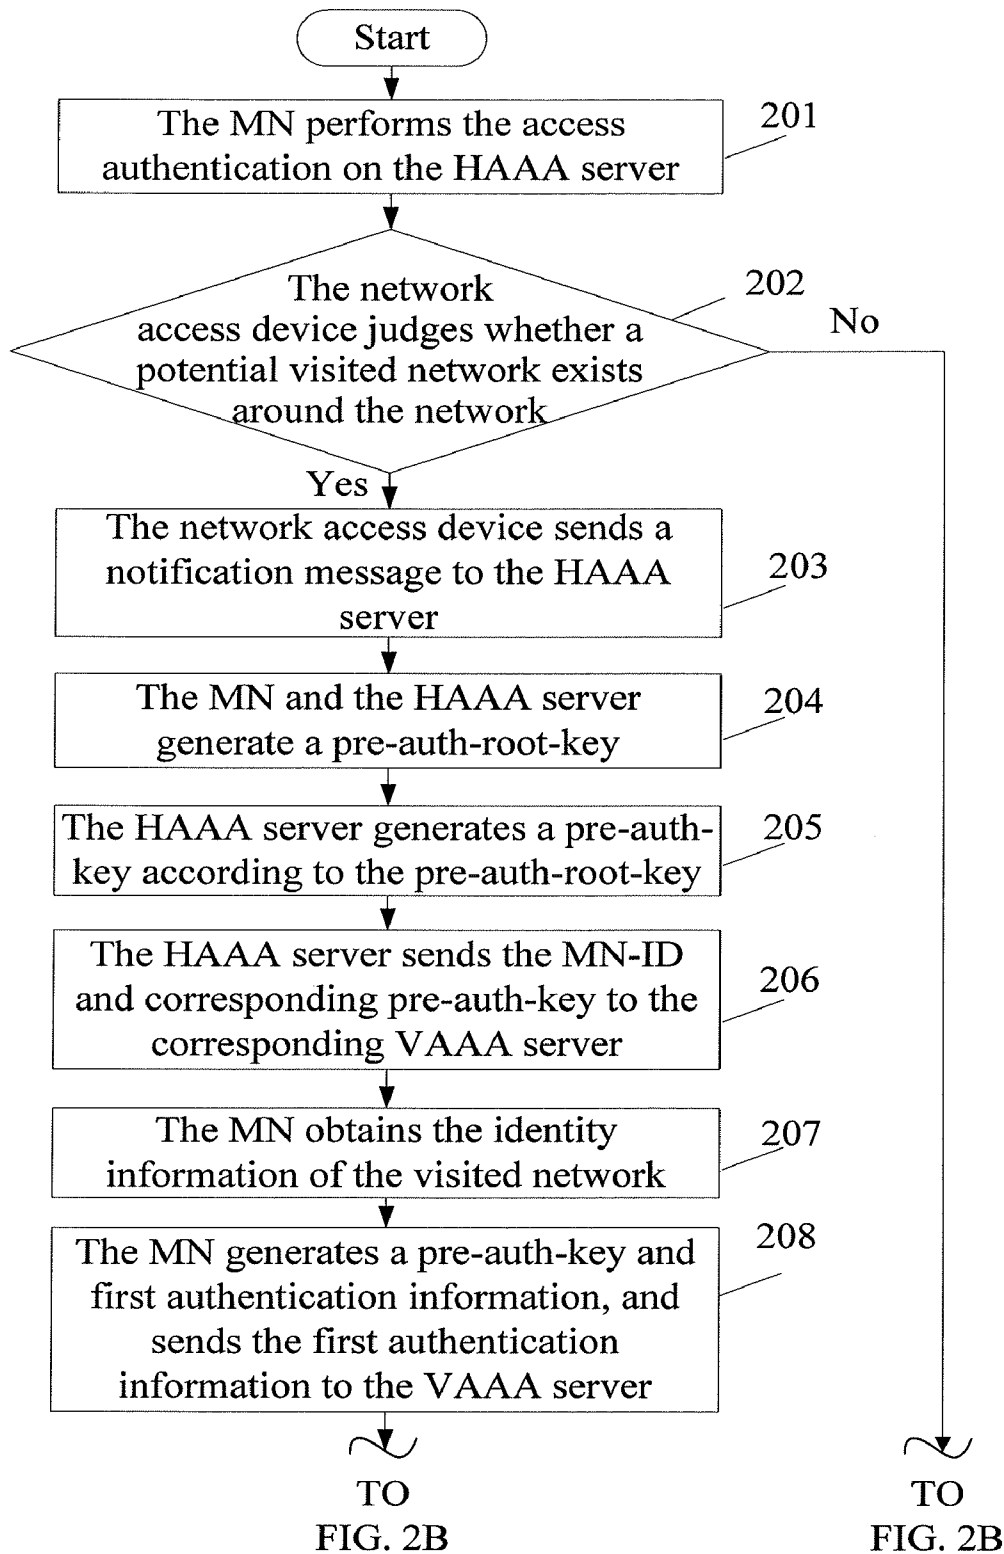 Start
The MN performs the access
authentication on the HAAA server
201
The network
access device judges whether a
potential visited network exists
around the network
202
No
Yes
The network access device sends a
notification message to the HAAA
server
203
The MN and the HAAA server
generate a pre-auth-root-key
204
The HAAA server generates a pre-auth-
key according to the pre-auth-root-key
205
The HAAA server sends the MN-ID
and corresponding pre-auth-key to the
corresponding VAAA server
206
The MN obtains the identity
information of the visited network
207
The MN generates a pre-auth-key and
first authentication information, and
sends the first authentication
information to the VAAA server
208
TO
FIG. 2B
TO
FIG. 2B